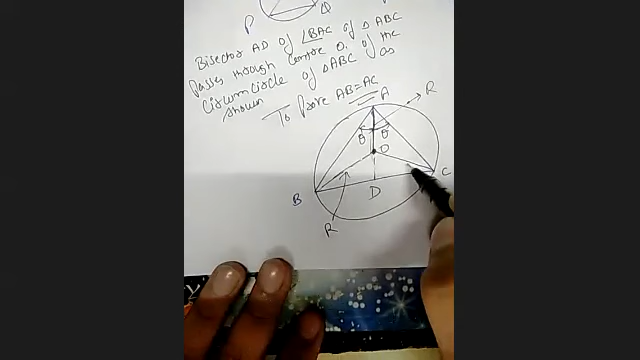 P Q
Bisector AD of ∠BAC of △ABC
passes through centre O.
of the
circumcircle of △ABC as
shown
To Prove AB=AC
A R
θ θ
O
C
B D
R